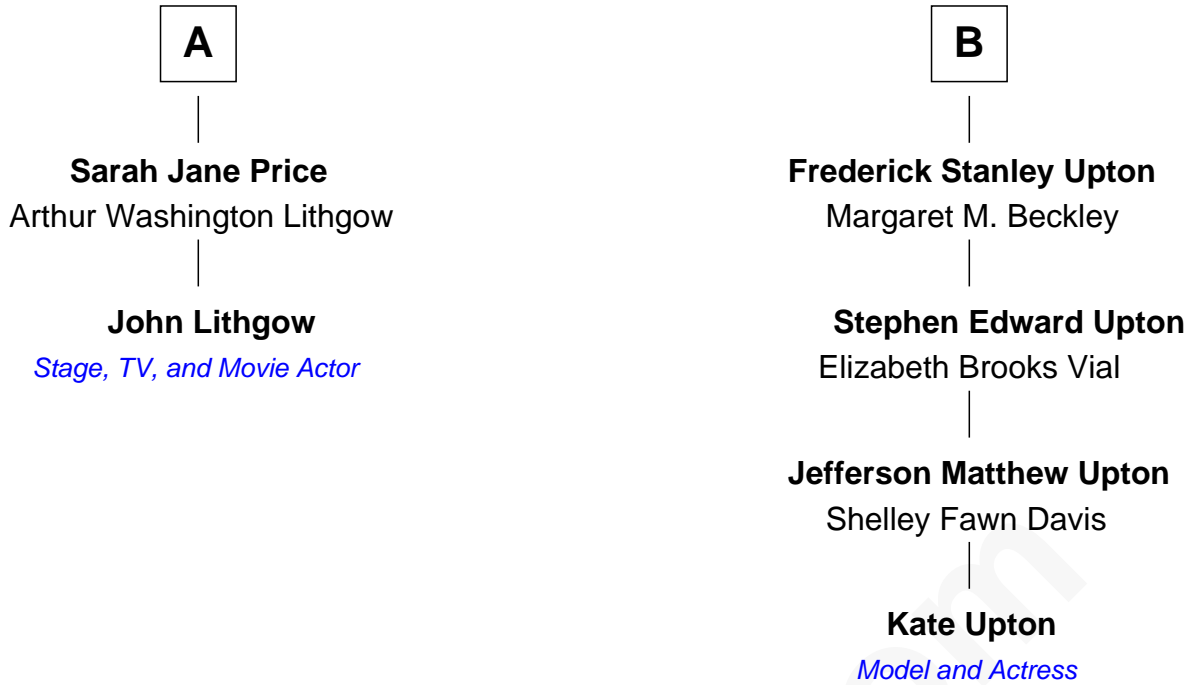 A
Sarah Jane Price
Arthur Washington Lithgow
John Lithgow
Stage, TV, and Movie Actor
B
Frederick Stanley Upton
Margaret M. Beckley
Stephen Edward Upton
Elizabeth Brooks Vial
Jefferson Matthew Upton
Shelley Fawn Davis
Kate Upton
Model and Actress